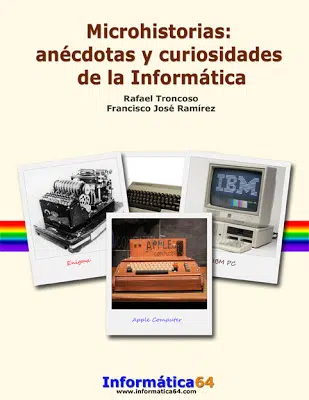 Microhistorias:
anécdotas y curiosidades
de la Informática
Rafael Troncoso
Francisco José Ramírez
IBM
Enigma
APPLE
IBM PC
Apple Computer
Informática64
www.informatica64.com